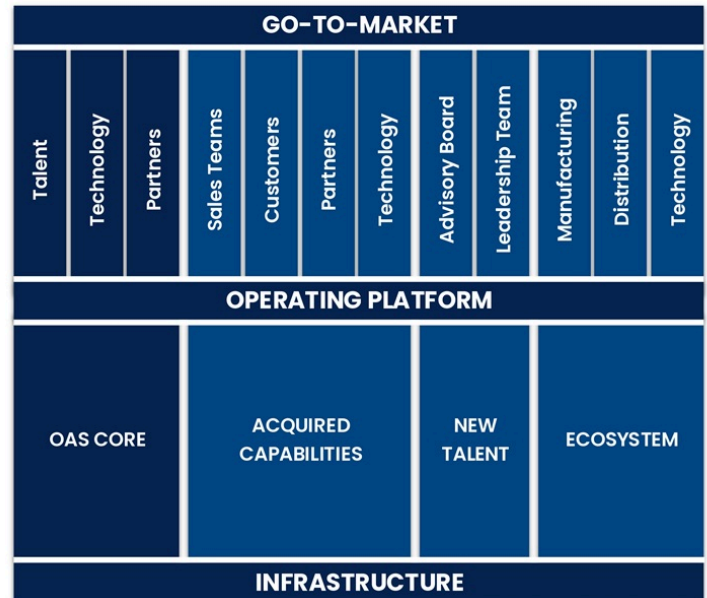 GO-TO-MARKET
Talent
Technology
Partners
Sales Teams
Customers
Partners
Technology
Advisory Board
Leadership Team
Manufacturing
Distribution
Technology
OPERATING PLATFORM
OAS CORE
ACQUIRED
CAPABILITIES
NEW
TALENT
ECOSYSTEM
INFRASTRUCTURE